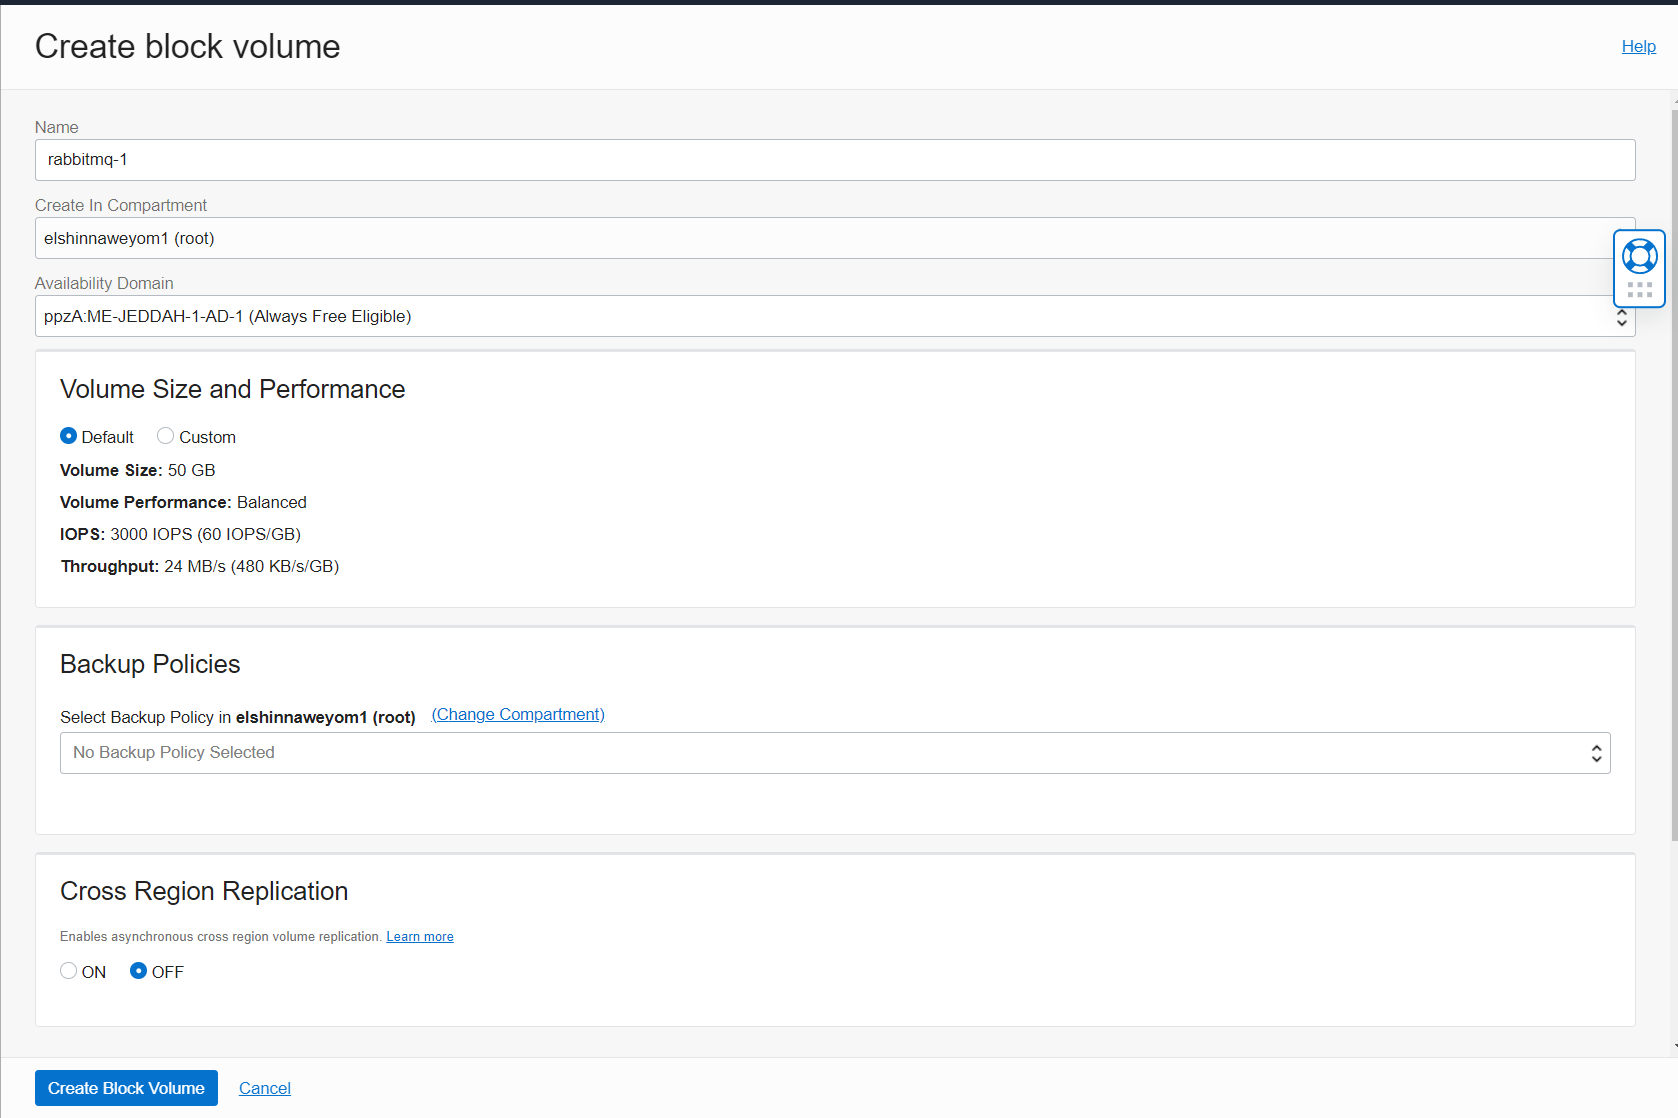 Create block volume
Help
Name
rabbitmq-1
Create In Compartment
elshinnaweyom1 (root)
Availability Domain
ppzA:ME-JEDDAH-1-AD-1 (Always Free Eligible)
Volume Size and Performance
Default Custom
Volume Size: 50 GB
Volume Performance: Balanced
IOPS: 3000 IOPS (60 IOPS/GB)
Throughput: 24 MB/s (480 KB/s/GB)
Backup Policies
Select Backup Policy in elshinnaweyom1 (root) (Change Compartment)
No Backup Policy Selected
Cross Region Replication
Enables asynchronous cross region volume replication. Learn more
ON OFF
Create Block Volume Cancel